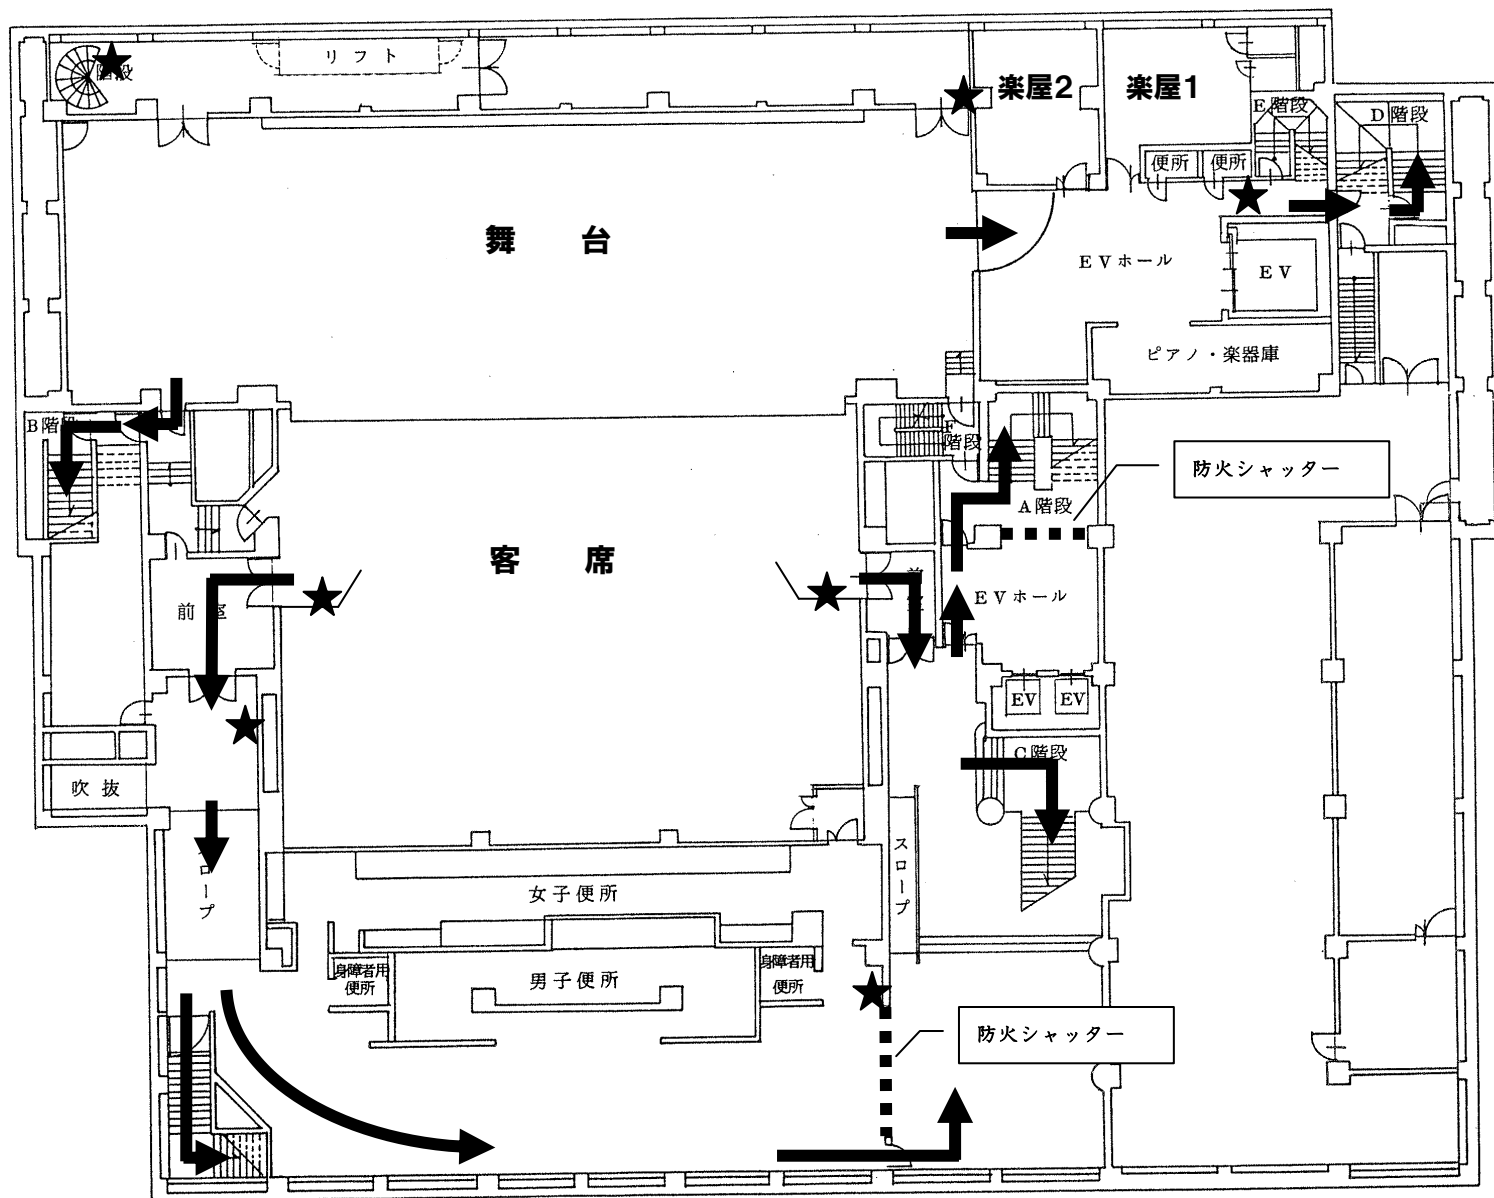 階段
リフト
楽屋2
楽屋1
E階段
D階段
便所
便所
舞 台
EVホール
EV
ピアノ・楽器庫
B階段
F
階段
防火シャッター
A階段
客 席
前室
前室
EVホール
EV
EV
C階段
吹 抜
スロープ
スロープ
女子便所
身障者用
便所
男子便所
身障者用
便所
防火シャッター